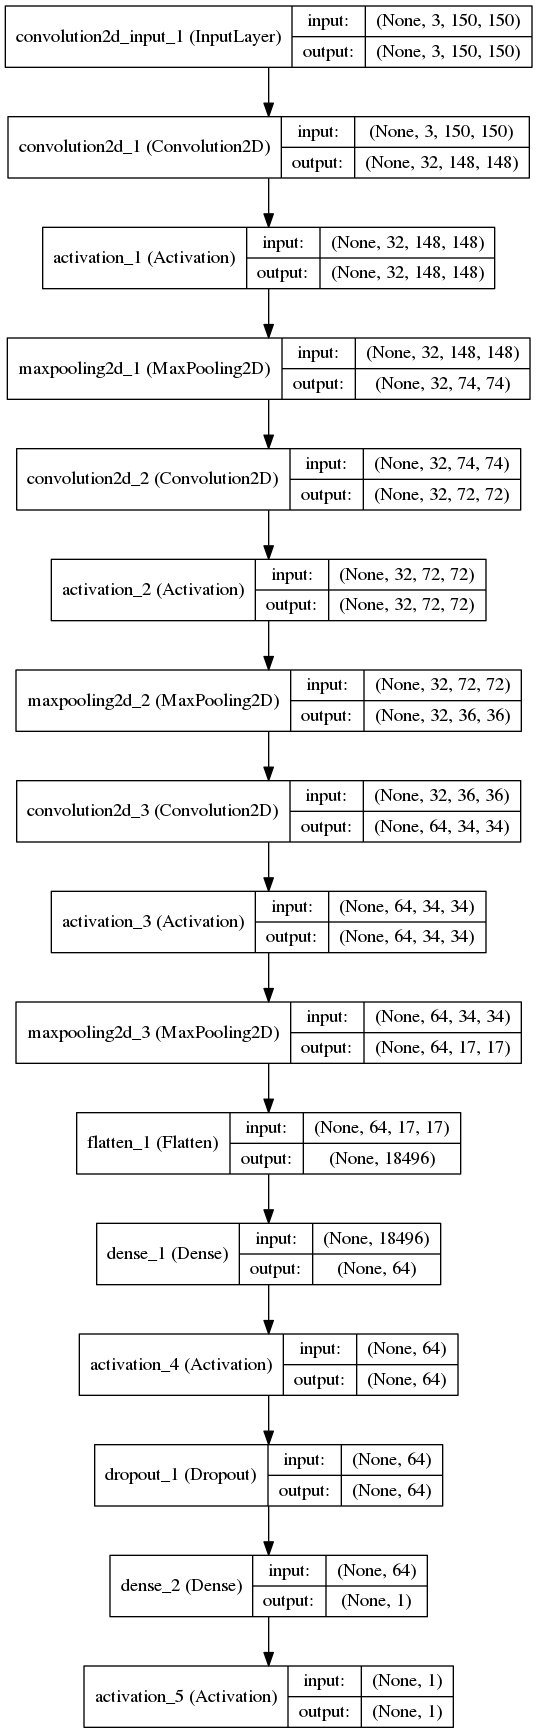 convolution2d_input_1 (InputLayer)
input: (None, 3, 150, 150)
output: (None, 3, 150, 150)
convolution2d_1 (Convolution2D)
input: (None, 3, 150, 150)
output: (None, 32, 148, 148)
activation_1 (Activation)
input: (None, 32, 148, 148)
output: (None, 32, 148, 148)
maxpooling2d_1 (MaxPooling2D)
input: (None, 32, 148, 148)
output: (None, 32, 74, 74)
convolution2d_2 (Convolution2D)
input: (None, 32, 74, 74)
output: (None, 32, 72, 72)
activation_2 (Activation)
input: (None, 32, 72, 72)
output: (None, 32, 72, 72)
maxpooling2d_2 (MaxPooling2D)
input: (None, 32, 72, 72)
output: (None, 32, 36, 36)
convolution2d_3 (Convolution2D)
input: (None, 32, 36, 36)
output: (None, 64, 34, 34)
activation_3 (Activation)
input: (None, 64, 34, 34)
output: (None, 64, 34, 34)
maxpooling2d_3 (MaxPooling2D)
input: (None, 64, 34, 34)
output: (None, 64, 17, 17)
flatten_1 (Flatten)
input: (None, 64, 17, 17)
output: (None, 18496)
dense_1 (Dense)
input: (None, 18496)
output: (None, 64)
activation_4 (Activation)
input: (None, 64)
output: (None, 64)
dropout_1 (Dropout)
input: (None, 64)
output: (None, 64)
dense_2 (Dense)
input: (None, 64)
output: (None, 1)
activation_5 (Activation)
input: (None, 1)
output: (None, 1)